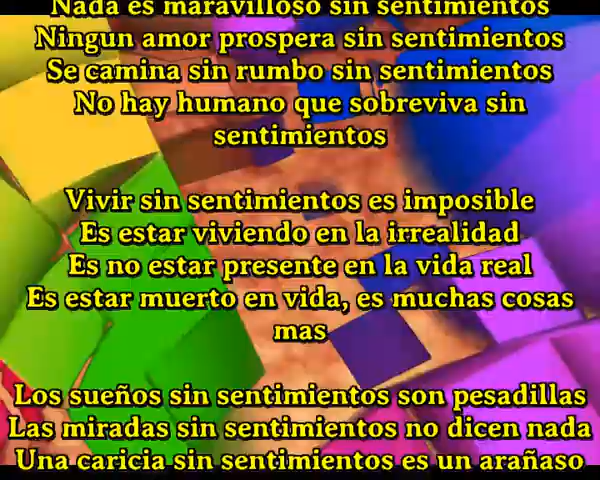 Nada es maravilloso sin sentimientos
Ningun amor prospera sin sentimientos
Se camina sin rumbo sin sentimientos
No hay humano que sobreviva sin
sentimientos
Vivir sin sentimientos es imposible
Es estar viviendo en la irrealidad
Es no estar presente en la vida real
Es estar muerto en vida, es muchas cosas
mas
Los sueños sin sentimientos son pesadillas
Las miradas sin sentimientos no dicen nada
Una caricia sin sentimientos es un arañaso